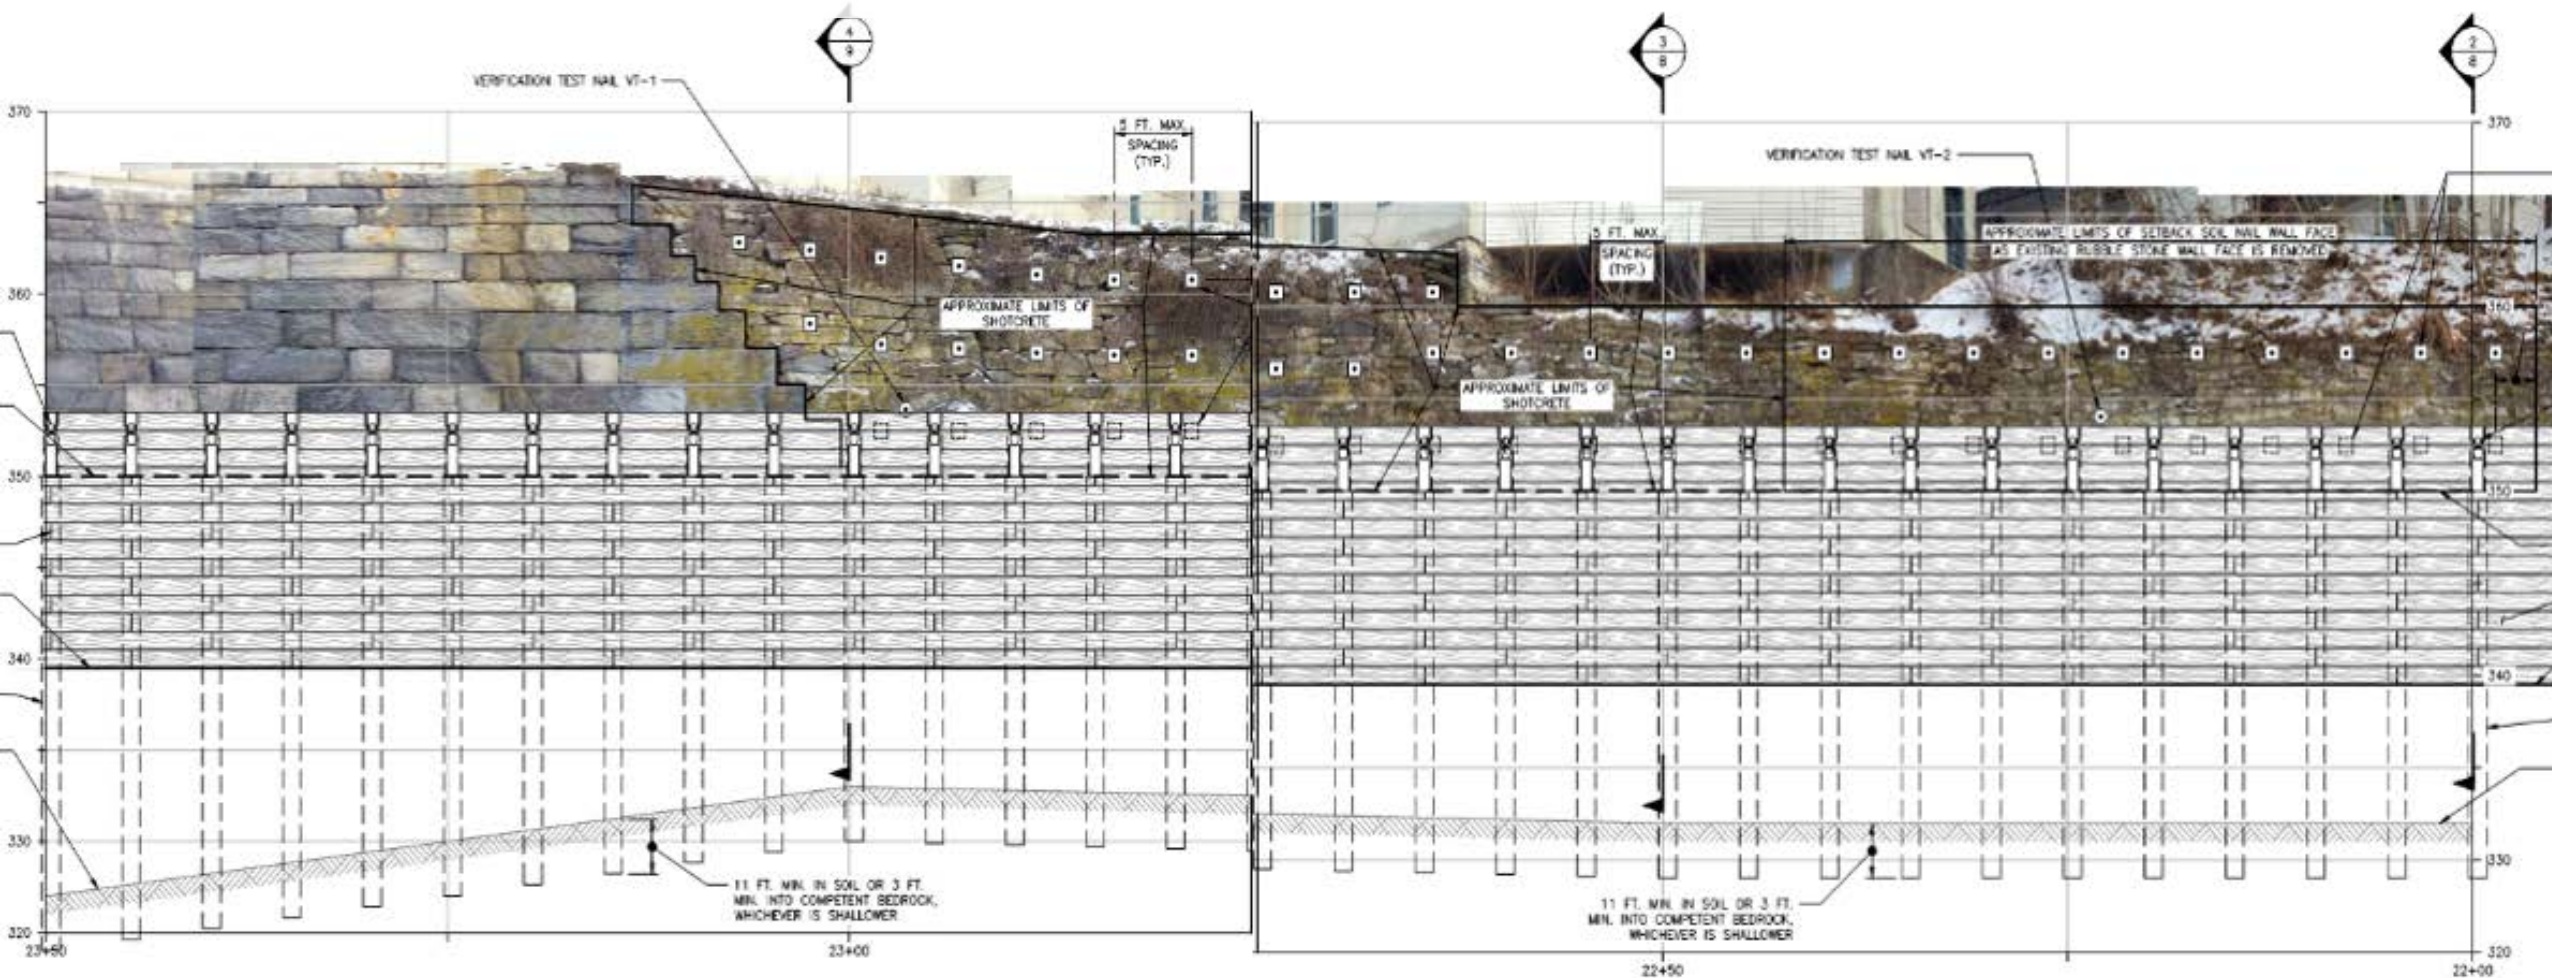 4
9
3
8
2
8
VERIFICATION TEST NAIL VT-1
370
5 FT. MAX.
SPACING
(TYP.)
370
VERIFICATION TEST NAIL VT-2
5 FT. MAX.
SPACING
(TYP.)
APPROXIMATE LIMITS OF SETBACK SOIL NAIL WALL FACE
AS EXISTING RUBBLE STONE WALL FACE IS REMOVED
360
APPROXIMATE LIMITS OF
SHOTCRETE
360
APPROXIMATE LIMITS OF
SHOTCRETE
350
350
340
340
330
330
11 FT. MIN. IN SOIL OR 3 FT.
MIN. INTO COMPETENT BEDROCK,
WHICHEVER IS SHALLOWER
11 FT. MIN. IN SOIL OR 3 FT.
MIN. INTO COMPETENT BEDROCK,
WHICHEVER IS SHALLOWER
320
320
23+50
23+00
22+50
22+00